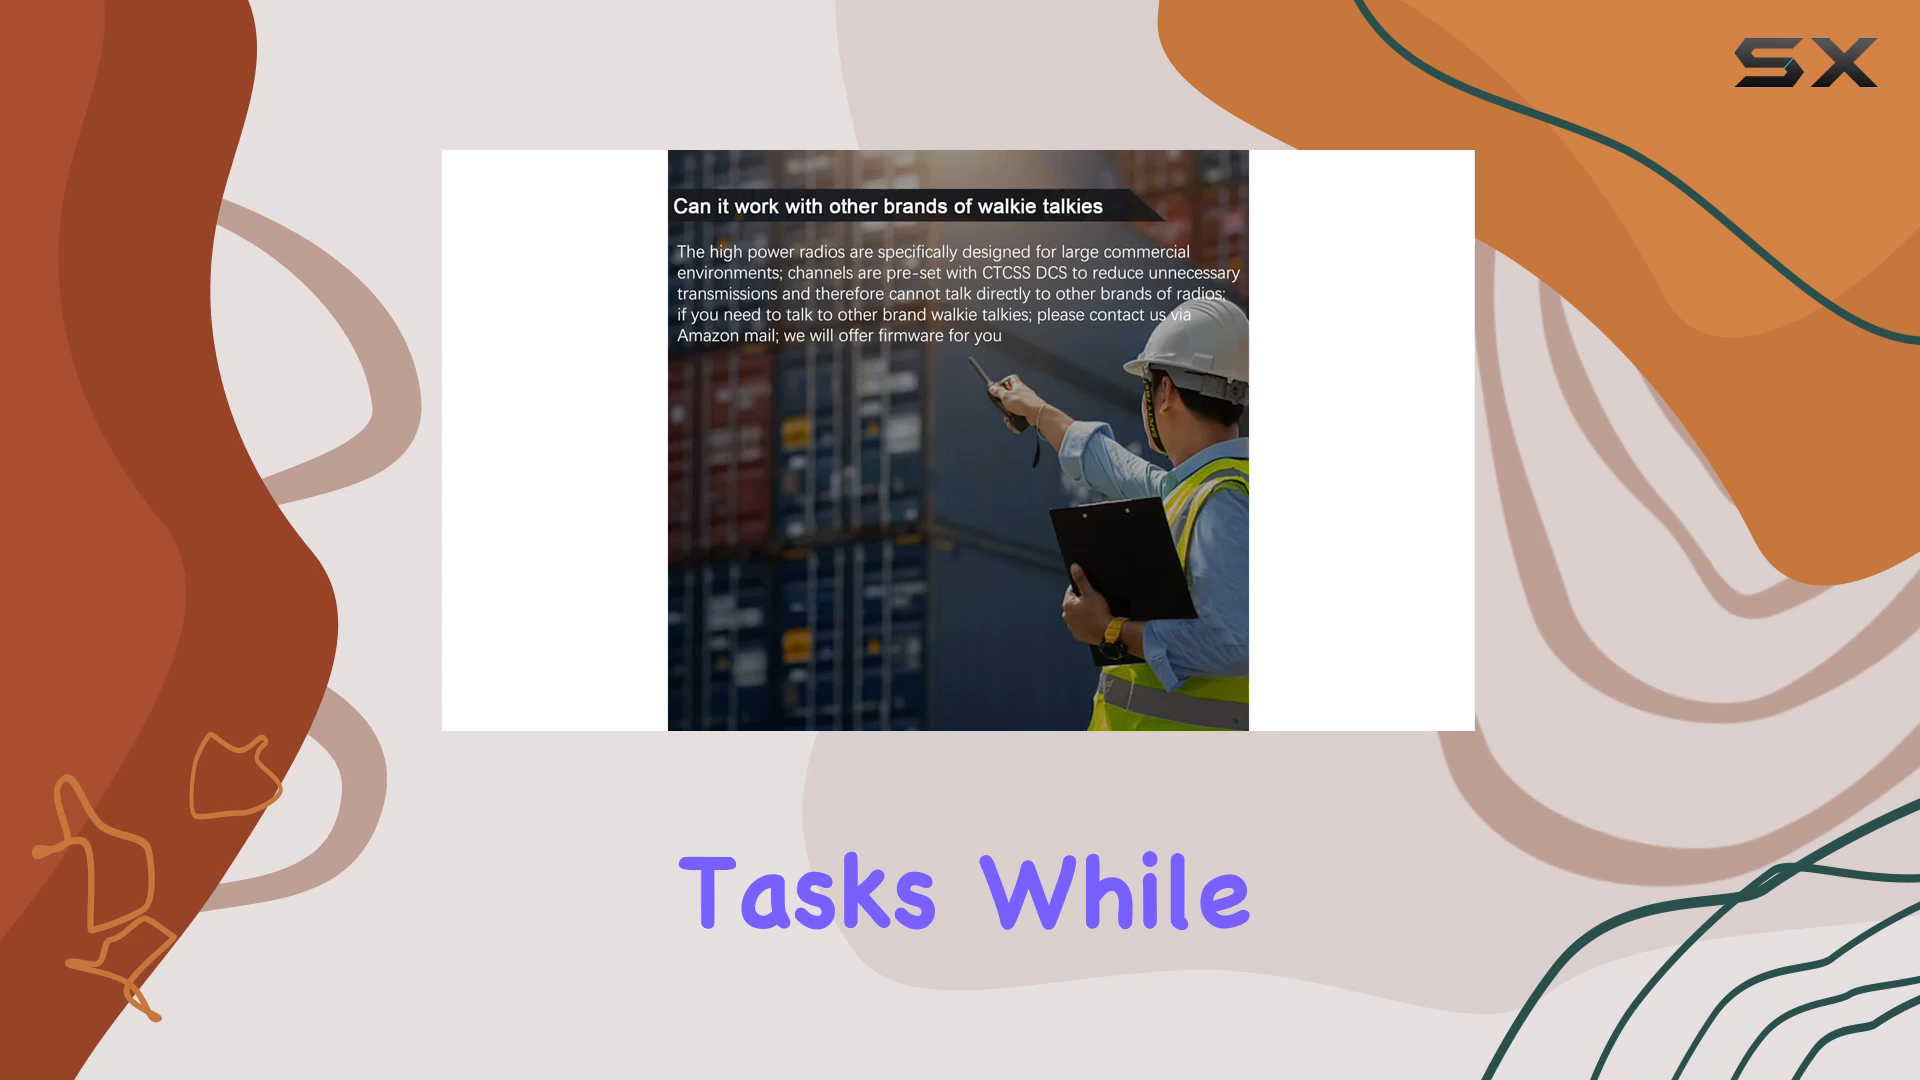 SX
Can it work with other brands of walkie talkies
The high power radios are specifically designed for large commercial
environments; channels are pre-set with CTCSS DCS to reduce unnecessary
transmissions and therefore cannot talk directly to other brands of radios;
if you need to talk to other brand walkie talkies; please contact us via
Amazon mail; we will offer firmware for you
Tasks While